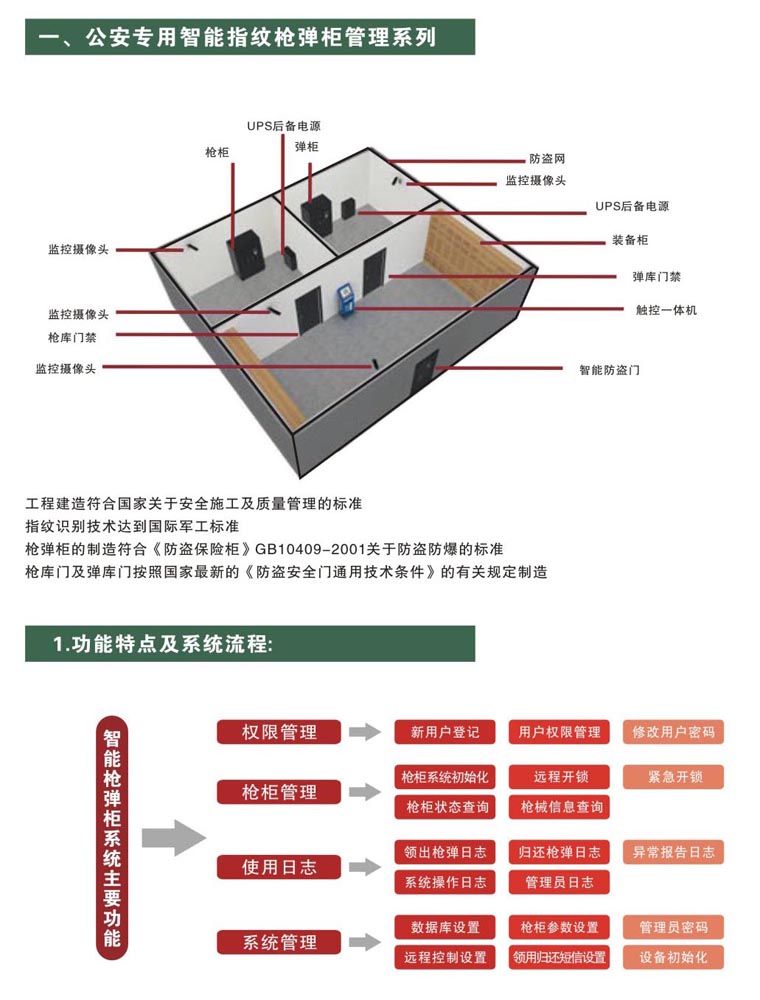 一、公安专用智能指纹枪弹柜管理系列
UPS后备电源
枪柜
弹柜
防盗网
监控摄像头
UPS后备电源
装备柜
监控摄像头
弹库门禁
监控摄像头
触控一体机
枪库门禁
监控摄像头
智能防盗门
工程建造符合国家关于安全施工及质量管理的标准
指纹识别技术达到国际军工标准
枪弹柜的制造符合《防盗保险柜》GB10409-2001关于防盗防爆的标准
枪库门及弹库门按照国家最新的《防盗安全门通用技术条件》的有关规定制造
1.功能特点及系统流程:
智能枪弹柜系统主要功能
权限管理
新用户登记
用户权限管理
修改用户密码
枪柜管理
枪柜系统初始化
远程开锁
紧急开锁
枪柜状态查询
枪械信息查询
使用日志
领出枪弹日志
归还枪弹日志
异常报告日志
系统操作日志
管理员日志
系统管理
数据库设置
枪柜参数设置
管理员密码
远程控制设置
领用归还短信设置
设备初始化